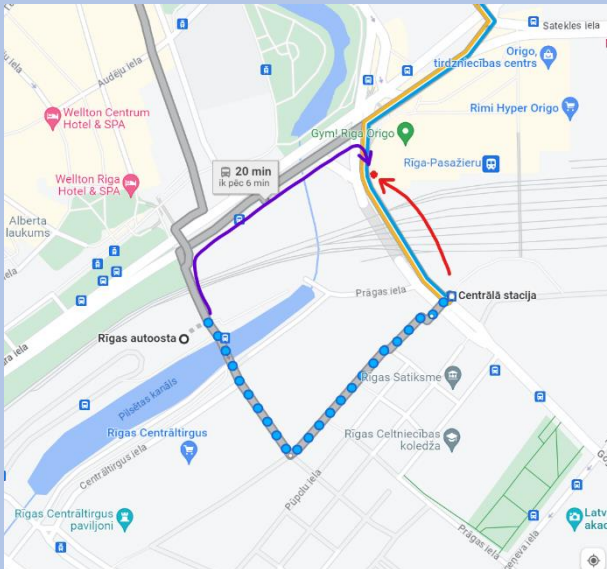 Satekles iela
Origo,
tirdzniecības centrs
Audēju iela
Wellton Centrum
Hotel & SPA
Rimi Hyper Origo
Gym! Rīga Origo
Rīga-Pasažieru
20 min
ik pēc 6 min
Wellton Riga
Hotel & SPA
Alberta
laukums
Prāgas iela
Centrālā stacija
Rīgas autoosta
Pilsētas kanāls
Rīgas Satiksme
Rīgas Centrāltirgus
Rīgas Celtniecības
koledža
Centrāltirgus iela
Pūpolu iela
Rīgas Centrāltirgus
paviljoni
Prāgas iela
Latv
akad